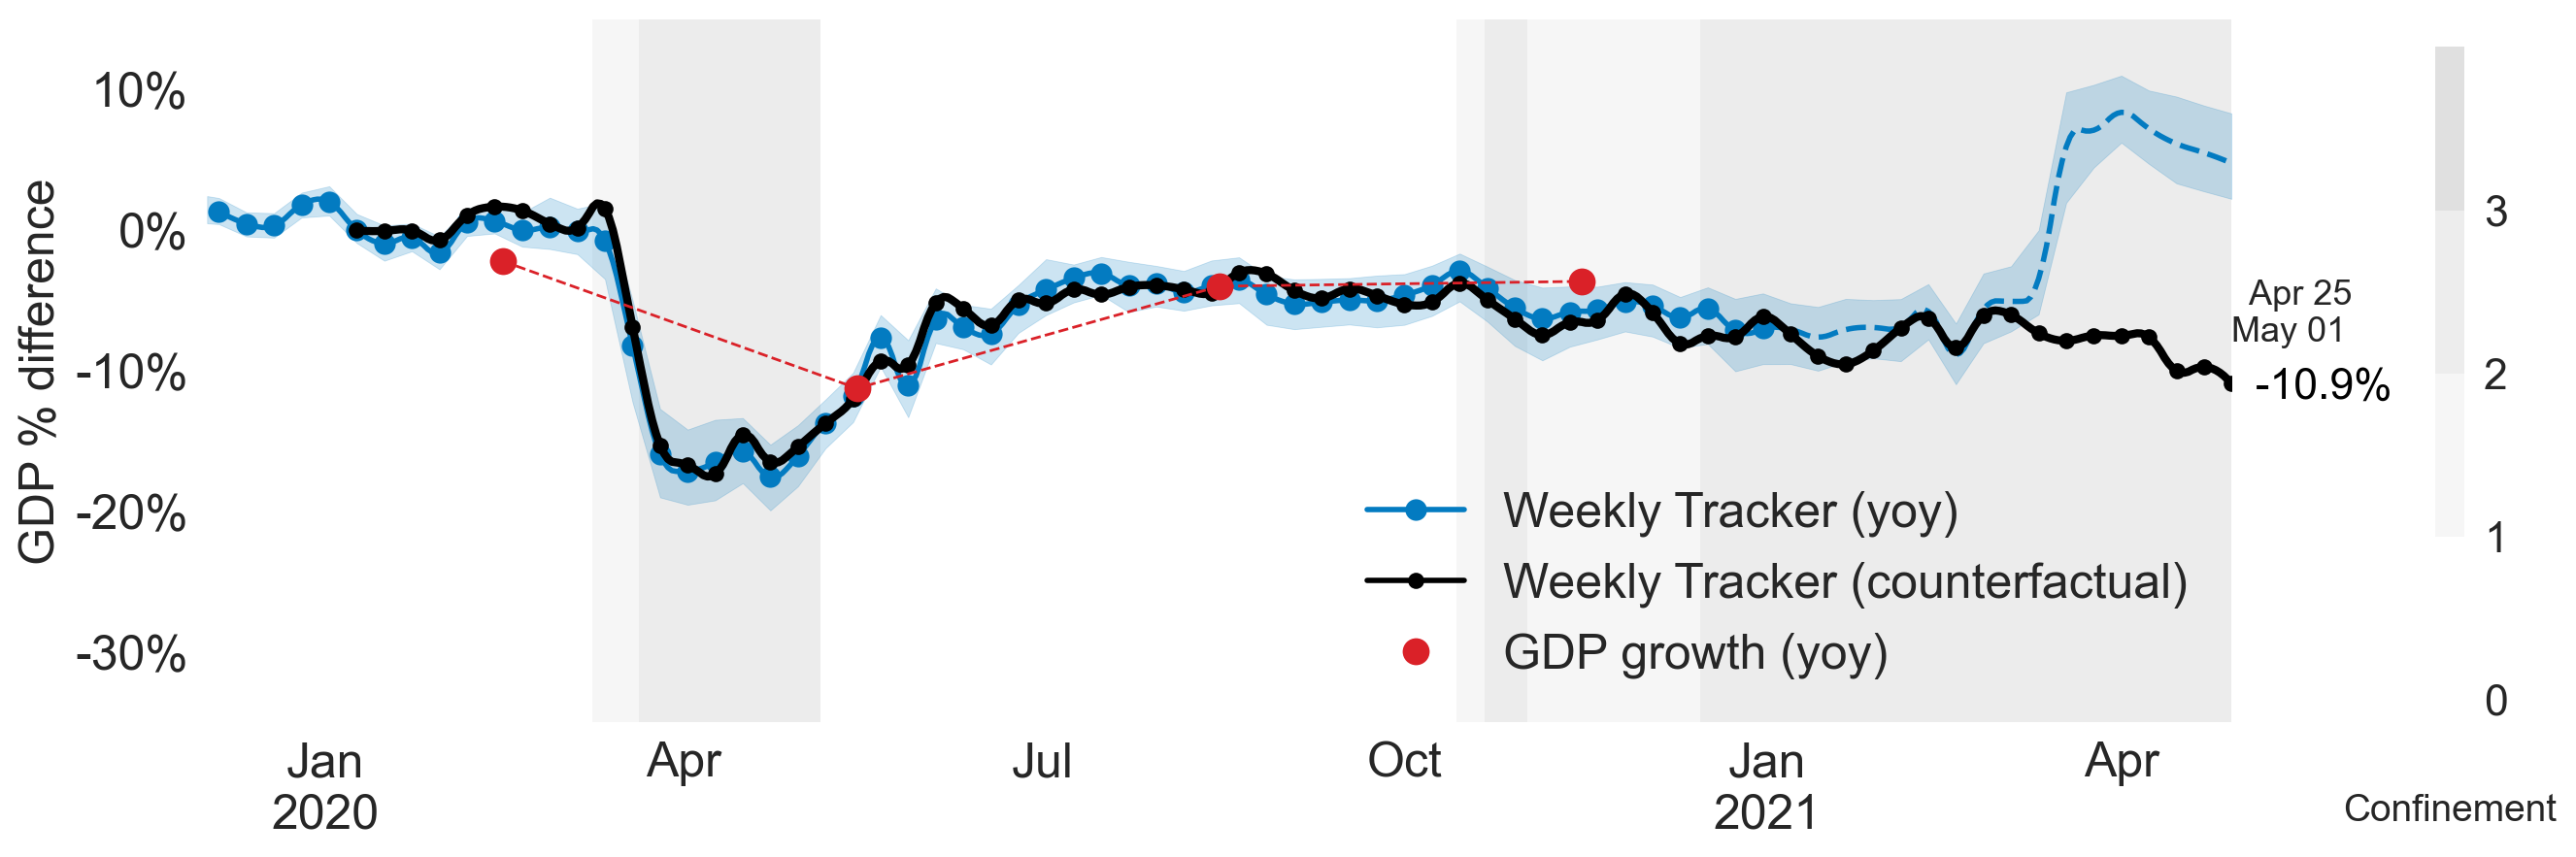 GDP % difference
10%
0%
-10%
-20%
-30%
Jan
2020
Apr
Jul
Oct
Jan
2021
Apr
Weekly Tracker (yoy)
Weekly Tracker (counterfactual)
GDP growth (yoy)
Apr 25
May 01
-10.9%
3
2
1
0
Confinement